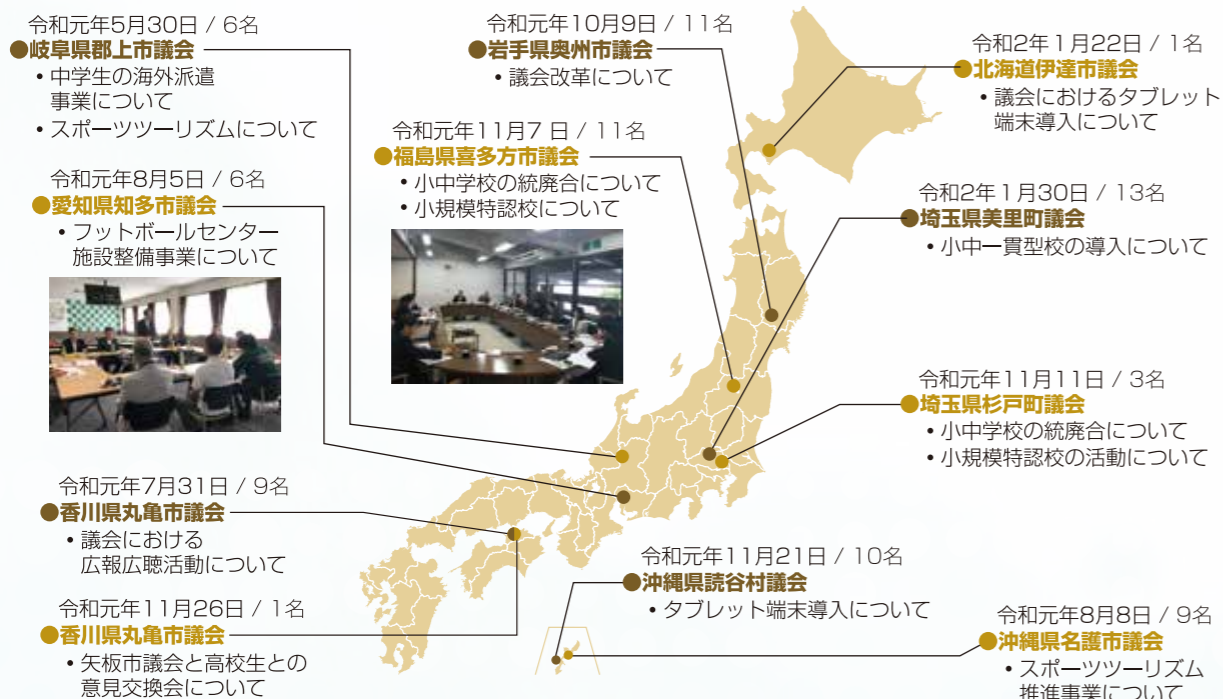 令和元年5月30日 / 6名
●岐阜県郡上市議会
・中学生の海外派遣
事業について
・スポーツツーリズムについて
令和元年8月5日 / 6名
●愛知県知多市議会
・フットボールセンター
施設整備事業について
令和元年10月9日 / 11名
●岩手県奥州市議会
・議会改革について
令和元年11月7日 / 11名
●福島県喜多方市議会
・小中学校の統廃合について
・小規模特認校について
令和2年1月22日 / 1名
●北海道伊達市議会
・議会におけるタブレット
端末導入について
令和2年1月30日 / 13名
●埼玉県美里町議会
・小中一貫型校の導入について
令和元年11月11日 / 3名
●埼玉県杉戸町議会
・小中学校の統廃合について
・小規模特認校の活動について
令和元年7月31日 / 9名
●香川県丸亀市議会
・議会における
広報広聴活動について
令和元年11月26日 / 1名
●香川県丸亀市議会
・矢板市議会と高校生との
意見交換会について
令和元年11月21日 / 10名
●沖縄県読谷村議会
・タブレット端末導入について
令和元年8月8日 / 9名
●沖縄県名護市議会
・スポーツツーリズム
推進事業について